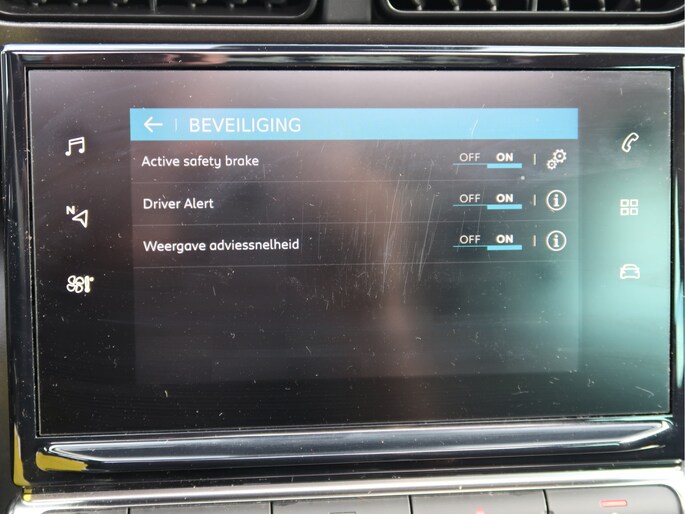 BEVEILIGING
Active safety brake OFF ON
Driver Alert OFF ON
Weergave adviessnelheid OFF ON
N